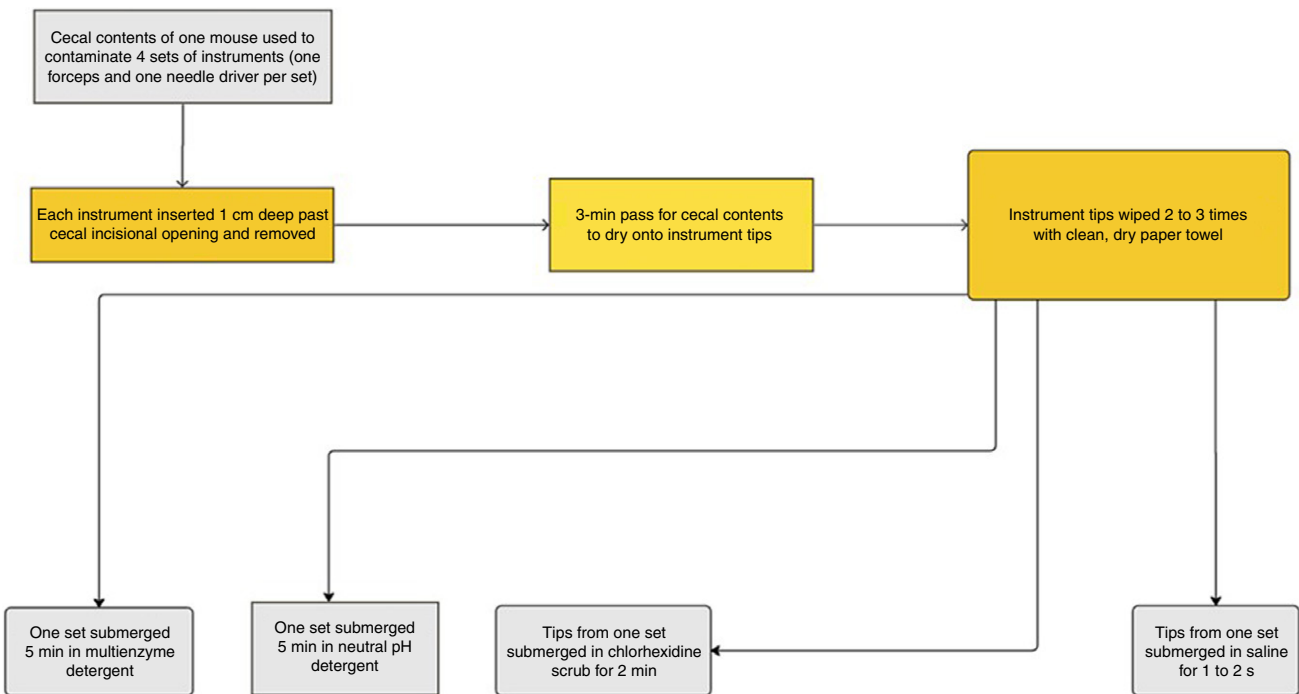 Cecal contents of one mouse used to
contaminate 4 sets of instruments (one
forceps and one needle driver per set)
Each instrument inserted 1 cm deep past
cecal incisional opening and removed
3-min pass for cecal contents
to dry onto instrument tips
Instrument tips wiped 2 to 3 times
with clean, dry paper towel
One set submerged
5 min in multienzyme
detergent
One set submerged
5 min in neutral pH
detergent
Tips from one set
submerged in chlorhexidine
scrub for 2 min
Tips from one set
submerged in saline
for 1 to 2 s